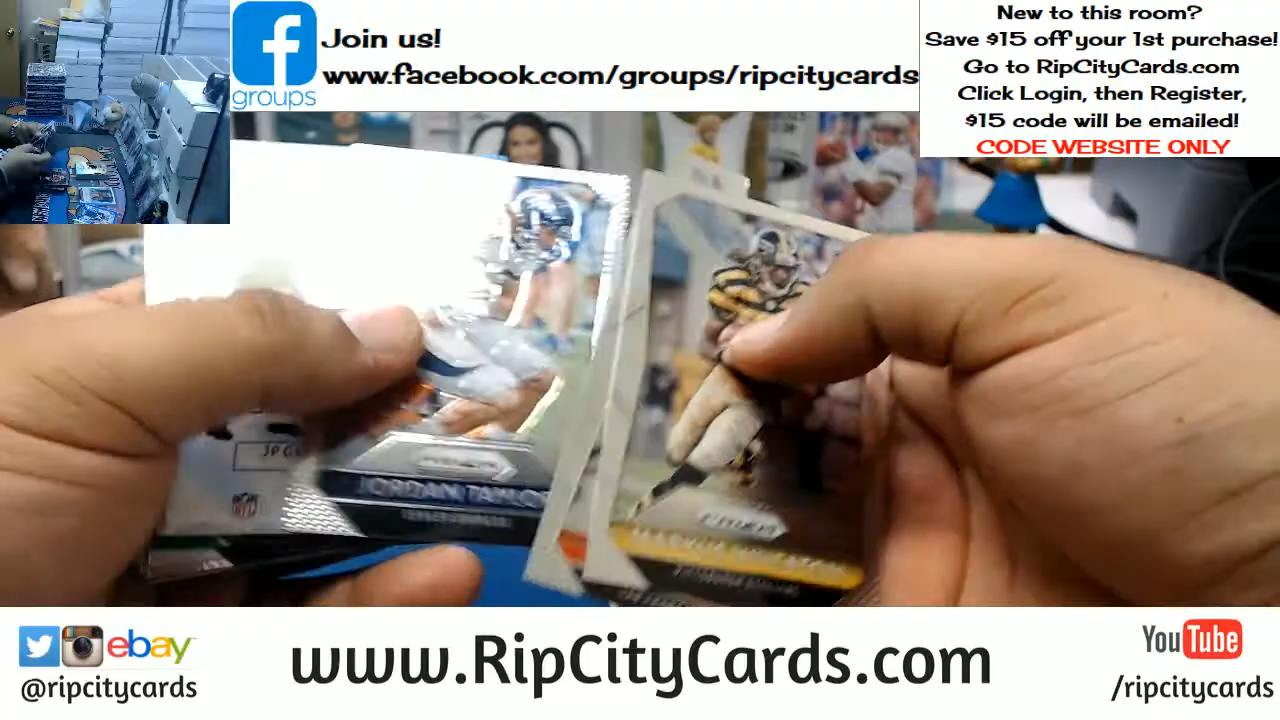 Join us!
www.facebook.com/groups/ripcitycards
groups
New to this room?
Save $15 off your 1st purchase!
Go to RipCityCards.com
Click Login, then Register,
$15 code will be emailed!
CODE WEBSITE ONLY
JORDAN TAYLOR
PRIZM
NFL
ebay
@ripcitycards
www.RipCityCards.com
YouTube
/ripcitycards